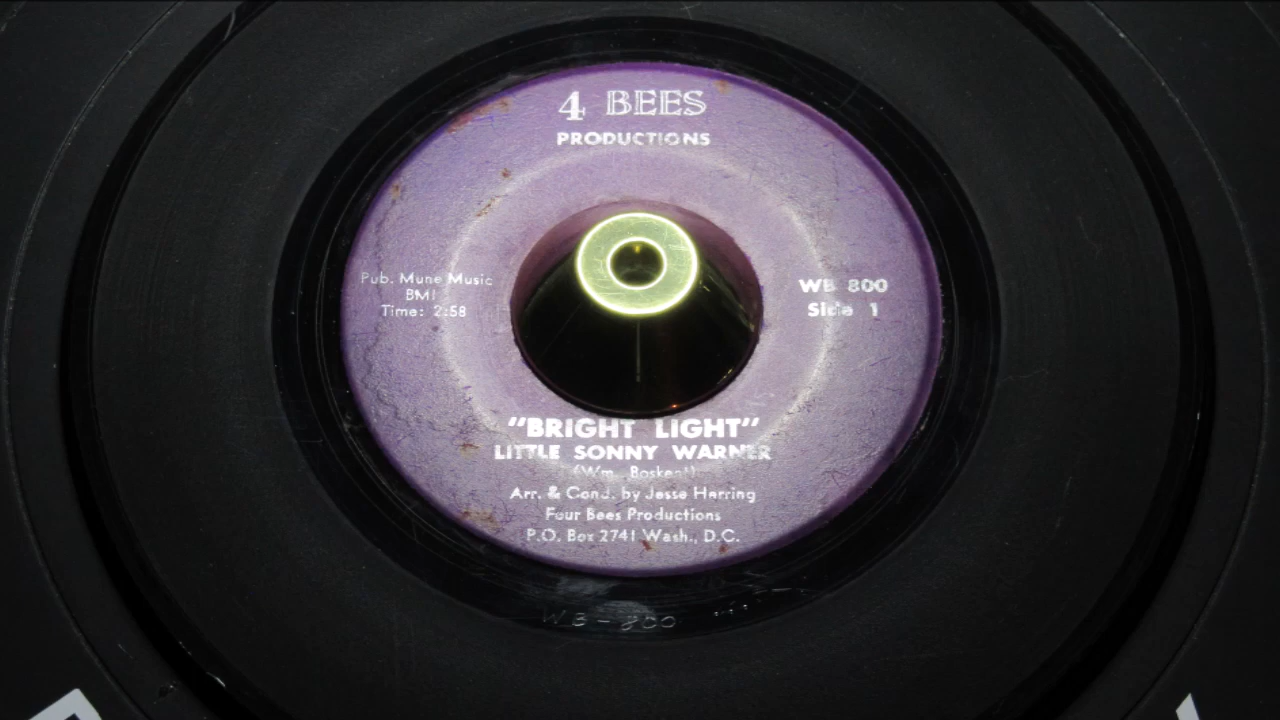 4 BEES
PRODUCTIONS
Pub. Mune Music
BMI
Time: 2:58
WB 800
Side 1
"BRIGHT LIGHT"
LITTLE SONNY WARNER
(Wm.
Arr. & Cond. by Jesse Herring
Four Bees Productions
P.O. Box 2741 Wash., D.C.
WB-800